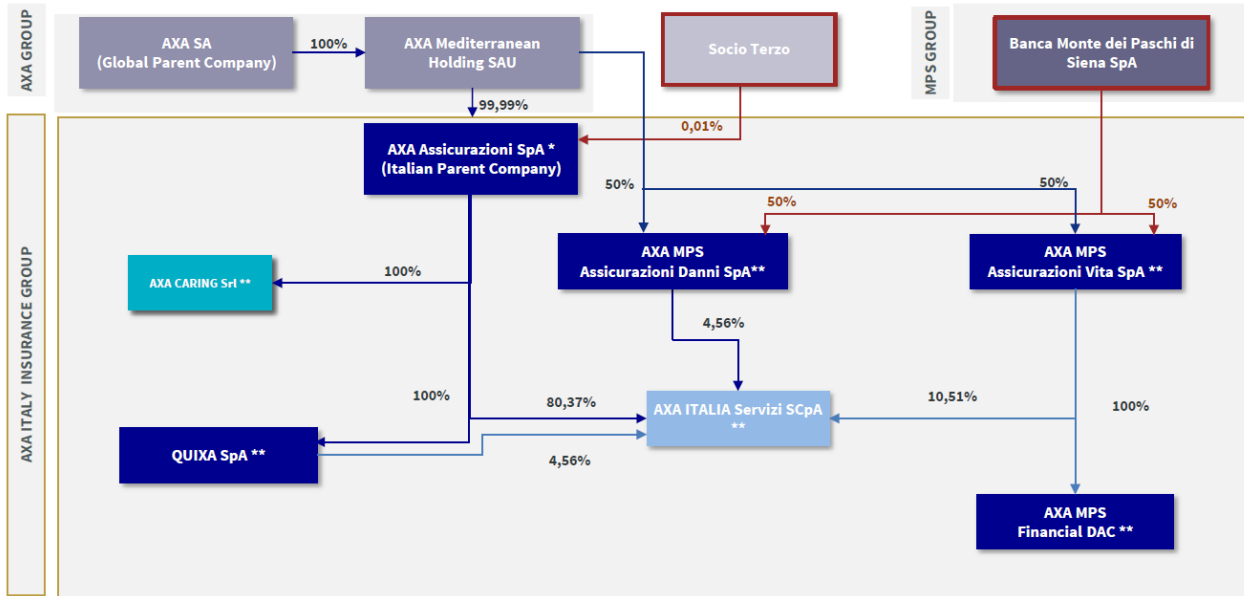 AXA GROUP
AXA SA
(Global Parent Company)
100%
AXA Mediterranean
Holding SAU
Socio Terzo
MPS GROUP
Banca Monte dei Paschi di
Siena SpA
99,99%
0,01%
AXA ITALY INSURANCE GROUP
AXA Assicurazioni SpA *
(Italian Parent Company)
50%
50%
50%
50%
AXA MPS
Assicurazioni Danni SpA**
AXA MPS
Assicurazioni Vita SpA **
AXA CARING Srl **
100%
4,56%
100%
80,37%
AXA ITALIA Servizi SCpA
**
10,51%
100%
QUIXA SpA **
4,56%
AXA MPS
Financial DAC **